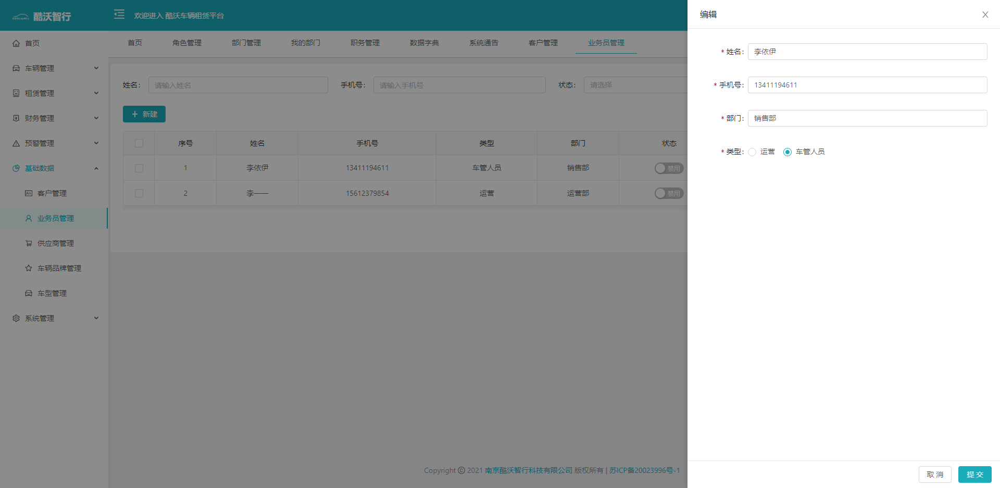 COOLWELL 酷沃智行
欢迎进入 酷沃车辆租赁平台
首页
车辆管理
租赁管理
财务管理
预警管理
基础数据
客户管理
业务员管理
供应商管理
车辆品牌管理
车型管理
系统管理
首页 角色管理 部门管理 我的部门 职务管理 数据字典 系统通告 客户管理 业务员管理
姓名： 请输入姓名 手机号： 请输入手机号 状态： 请选择
新建
序号 姓名 手机号 类型 部门 状态
1 李依伊 13411194611 车管人员 销售部 禁用
2 李一一 15612379854 运营 运营部 禁用
Copyright © 2021 南京酷沃智行科技有限公司 版权所有 | 苏ICP备20023996号-1
编辑
* 姓名： 李依伊
* 手机号： 13411194611
* 部门： 销售部
* 类型： 运营 车管人员
取 消 提 交